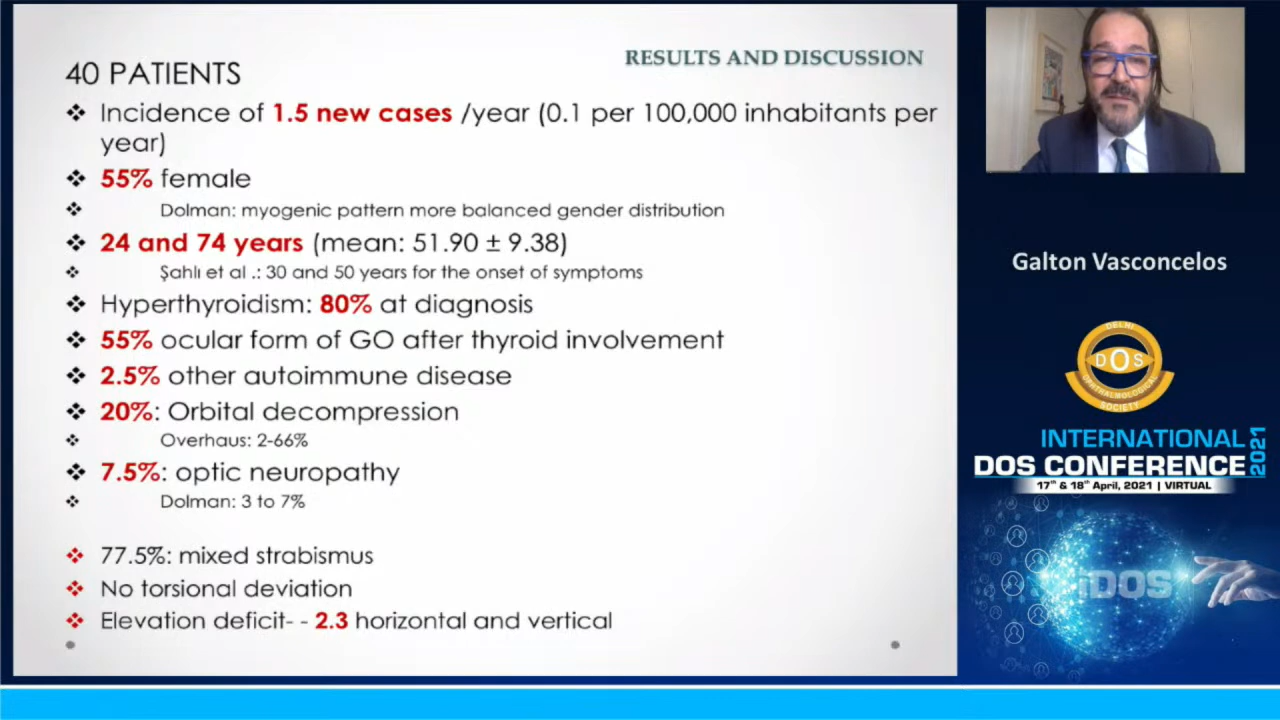 RESULTS AND DISCUSSION
40 PATIENTS
❖ Incidence of 1.5 new cases /year (0.1 per 100,000 inhabitants per
year)
❖ 55% female
❖ Dolman: myogenic pattern more balanced gender distribution
❖ 24 and 74 years (mean: 51.90 ± 9.38)
❖ Şahlı et al .: 30 and 50 years for the onset of symptoms
❖ Hyperthyroidism: 80% at diagnosis
❖ 55% ocular form of GO after thyroid involvement
❖ 2.5% other autoimmune disease
❖ 20%: Orbital decompression
❖ Overhaus: 2-66%
❖ 7.5%: optic neuropathy
❖ Dolman: 3 to 7%
❖ 77.5%: mixed strabismus
❖ No torsional deviation
❖ Elevation deficit- - 2.3 horizontal and vertical
Galton Vasconcelos
DELHI
DOS
OPHTHALMOLOGICAL
SOCIETY
INTERNATIONAL
DOS CONFERENCE
2021
17th & 18th April, 2021 | VIRTUAL
iDOS